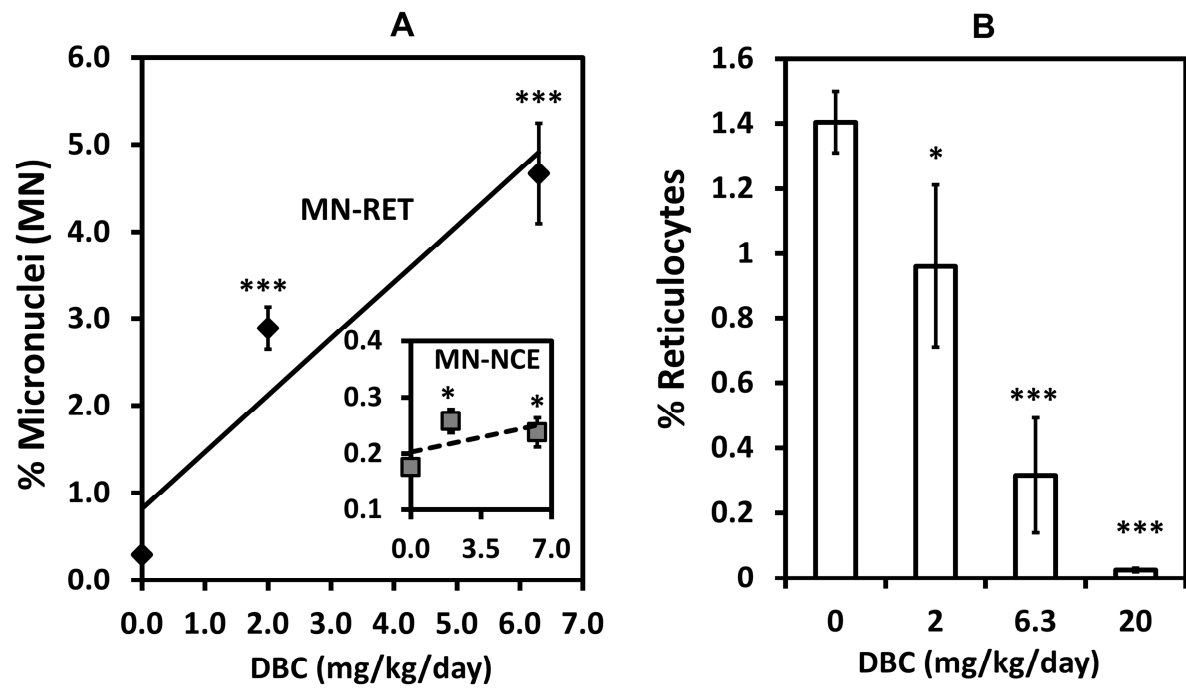 A
% Micronuclei (MN)
6.0
5.0
4.0
3.0
2.0
1.0
0.0
***
***
MN-RET
0.4
0.3
0.2
0.1
MN-NCE
*
*
0.0 3.5 7.0
0.0 1.0 2.0 3.0 4.0 5.0 6.0 7.0
DBC (mg/kg/day)
B
% Reticulocytes
1.6
1.4
1.2
1
0.8
0.6
0.4
0.2
0
*
***
***
0 2 6.3 20
DBC (mg/kg/day)